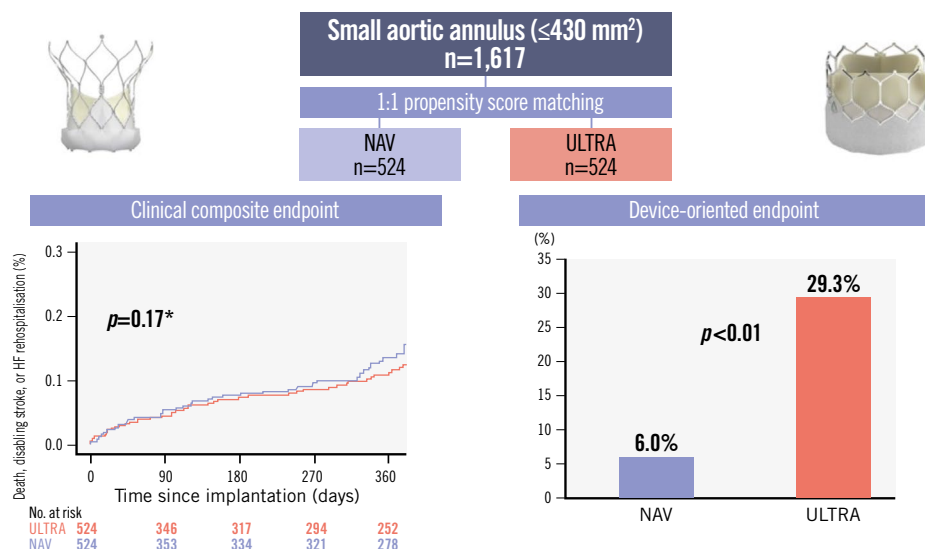 Small aortic annulus (≤430 mm²)
n=1,617
1:1 propensity score matching
NAV
n=524
ULTRA
n=524
Clinical composite endpoint
Death, disabling stroke, or HF rehospitalisation (%)
0.3
0.2
0.1
0.0
p=0.17*
0 90 180 270 360
Time since implantation (days)
No. at risk
ULTRA 524 346 317 294 252
NAV 524 353 334 321 278
Device-oriented endpoint
(%)
35
30
25
20
15
10
5
0
6.0%
p<0.01
29.3%
NAV ULTRA